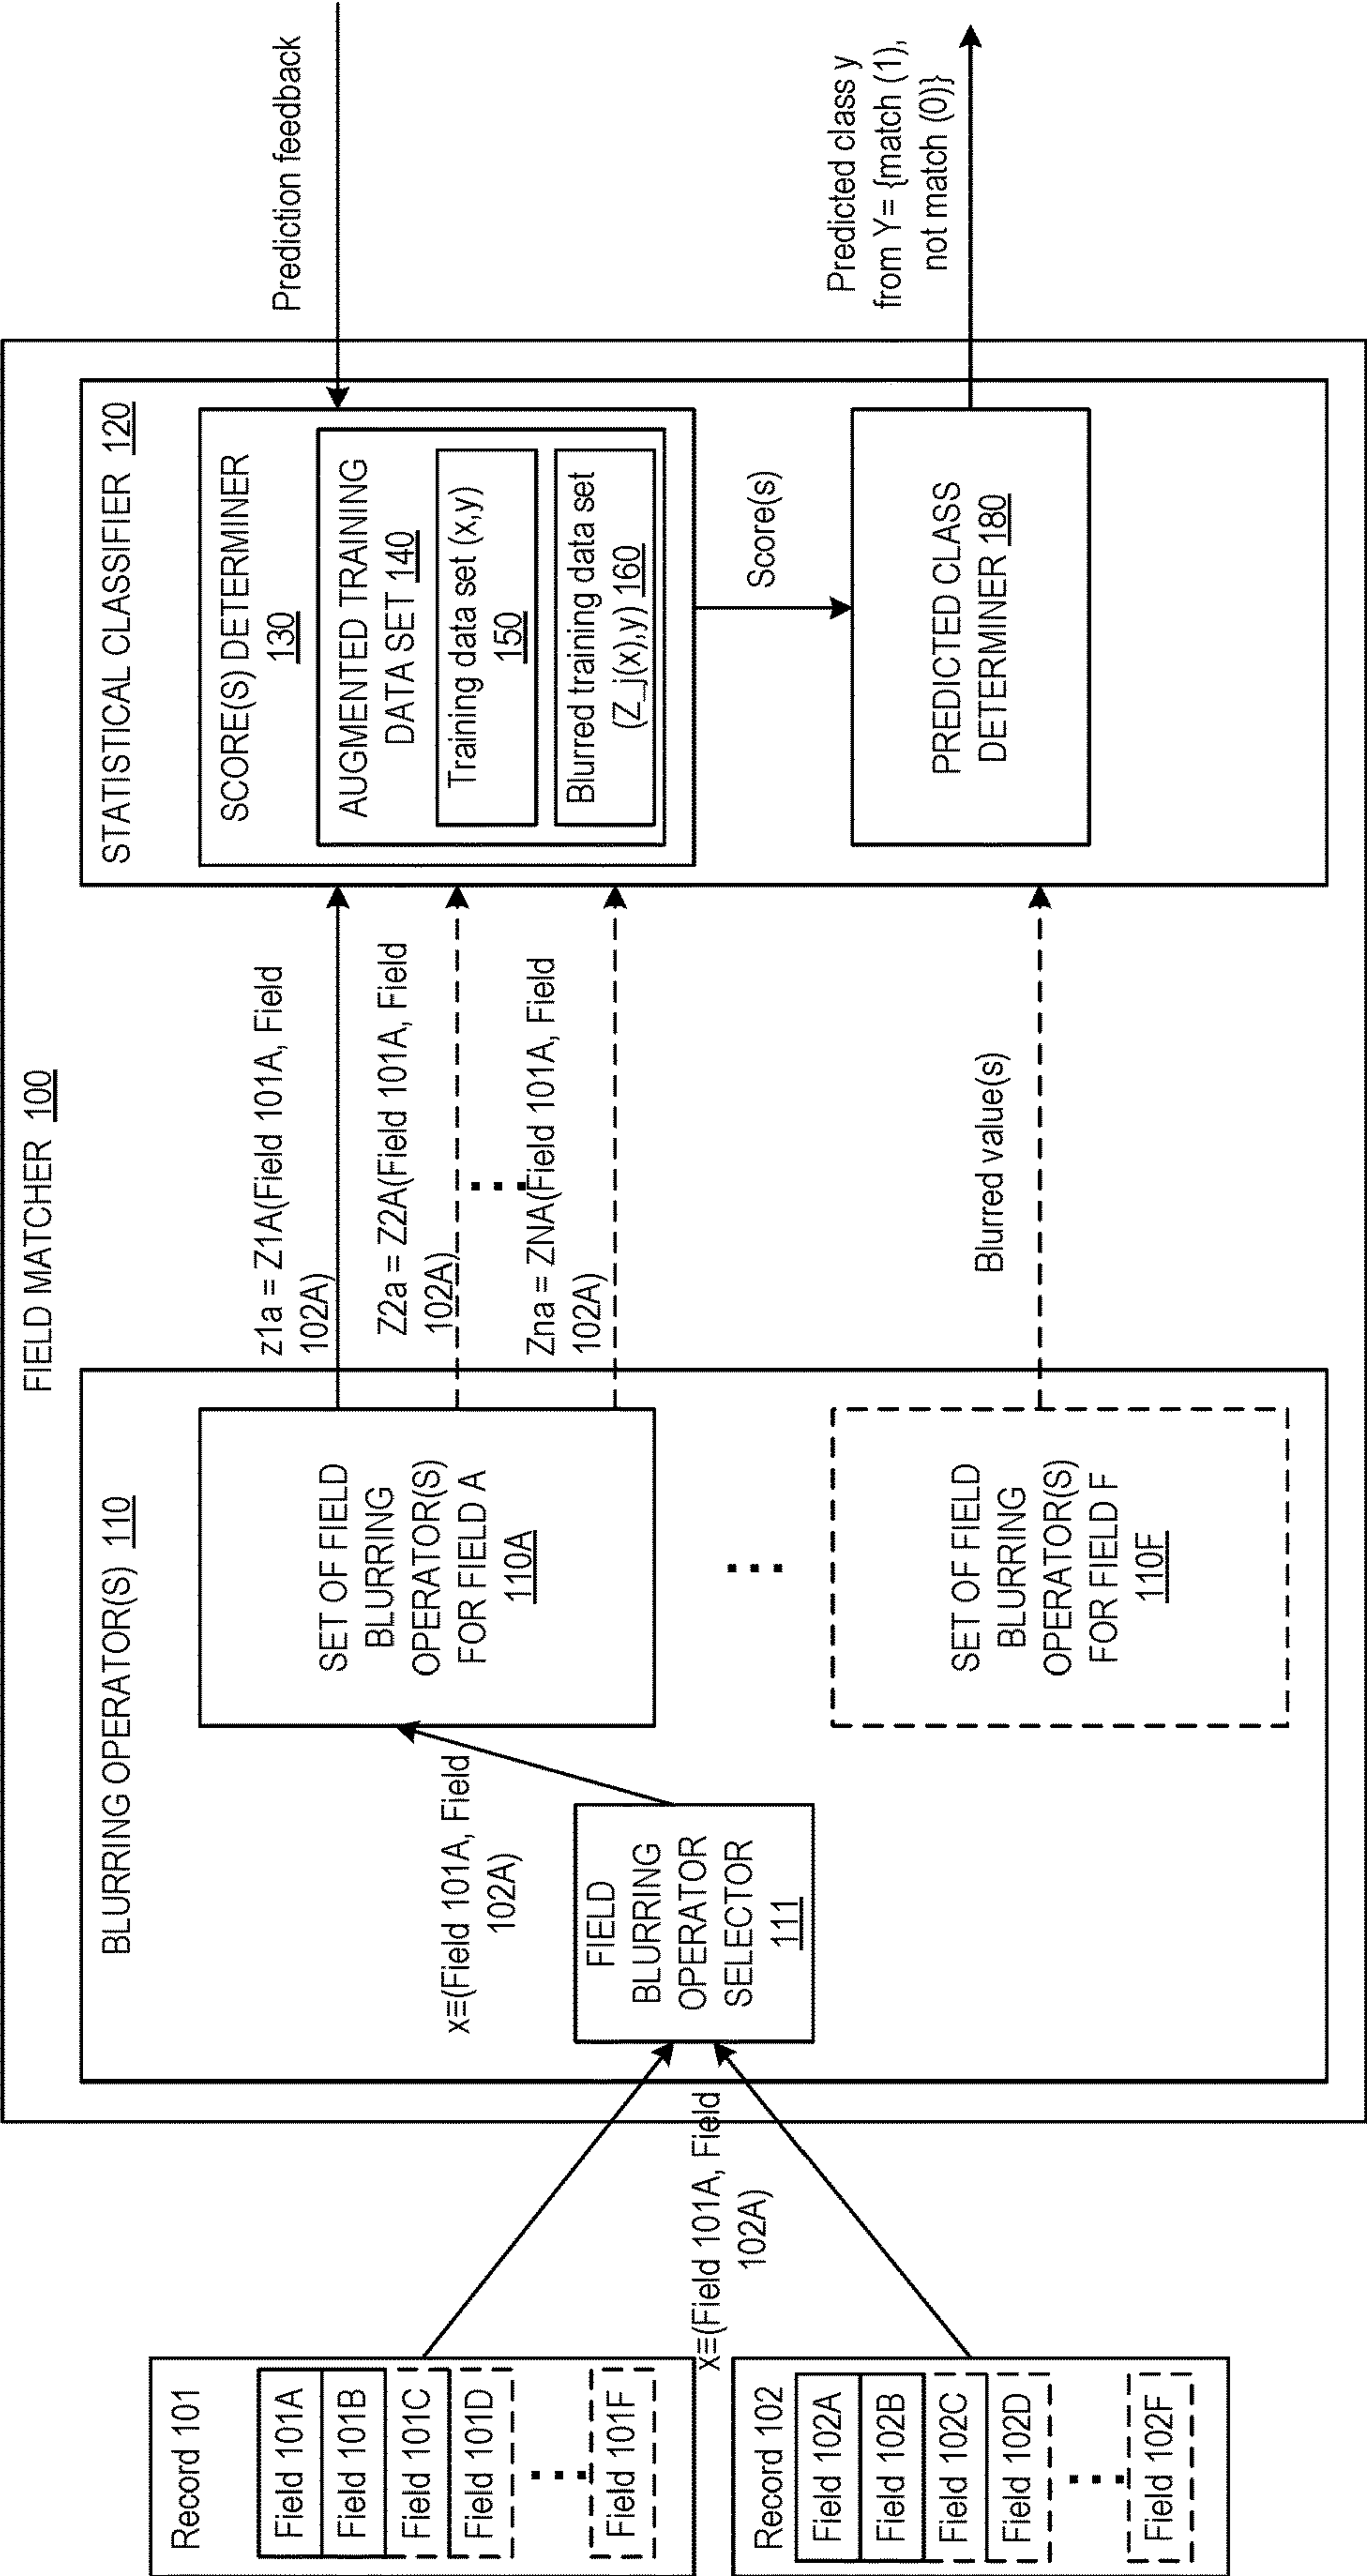 FIELD MATCHER 100
Record 101
Field 101A
Field 101B
Field 101C
Field 101D
Field 101F
Record 102
Field 102A
Field 102B
Field 102C
Field 102D
Field 102F
x=(Field 101A, Field
102A)
BLURRING OPERATOR(S) 110
FIELD
BLURRING
OPERATOR
SELECTOR
111
x=(Field 101A, Field
102A)
SET OF FIELD
BLURRING
OPERATOR(S)
FOR FIELD A
110A
SET OF FIELD
BLURRING
OPERATOR(S)
FOR FIELD F
110F
z1a = Z1A(Field 101A, Field
102A)
Z2a = Z2A(Field 101A, Field
102A)
Zna = ZNA(Field 101A, Field
102A)
Blurred value(s)
STATISTICAL CLASSIFIER 120
SCORE(S) DETERMINER
130
AUGMENTED TRAINING
DATA SET 140
Training data set (x,y)
150
Blurred training data set
(Z_j(x),y) 160
Score(s)
PREDICTED CLASS
DETERMINER 180
Prediction feedback
Predicted class y
from Y= {match (1),
not match (0)}